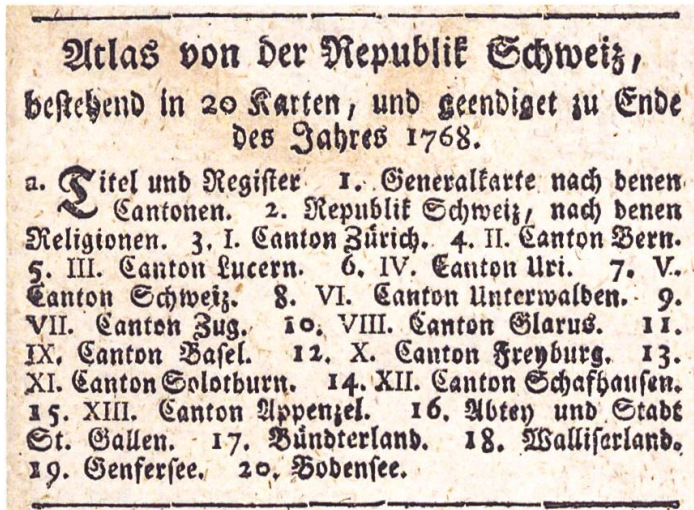 Atlas von der Republik Schweiz,
bestehend in 20 Karten, und geendiget zu Ende
des Jahres 1768.
a. Titel und Register 1. Generalkarte nach denen
Cantonen. 2. Republik Schweiz, nach denen
Religionen. 3. I. Canton Zürich. 4. II. Canton Bern.
5. III. Canton Lucern. 6. IV. Canton Uri. 7. V.
Canton Schweiz. 8. VI. Canton Unterwalden. 9.
VII. Canton Zug. 10. VIII. Canton Glarus. 11.
IX. Canton Basel. 12. X. Canton Freyburg. 13.
XI. Canton Solothurn. 14. XII. Canton Schafhausen.
15. XIII. Canton Appenzel. 16. Abtey und Stadt
St. Gallen. 17. Bündterland. 18. Walliserland.
19. Genfersee. 20. Bodensee.